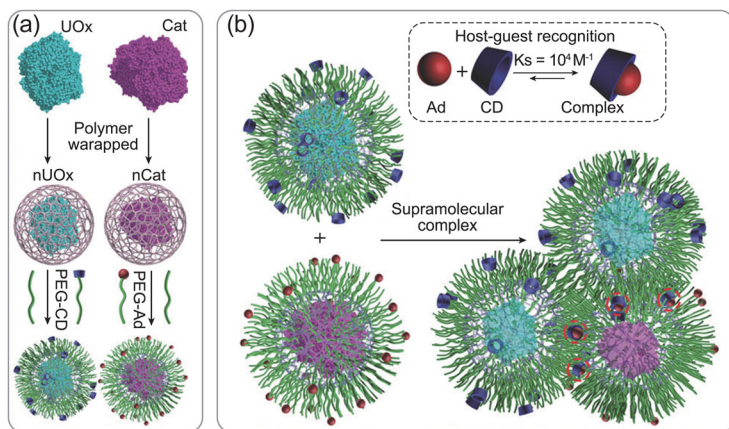 (a)
UOx Cat
Polymer
warapped
nUOx nCat
PEG-CD
PEG-Ad
(b)
Host-guest recognition
Ks = 10⁴ M⁻¹
Ad + CD Complex
+
Supramolecular
complex